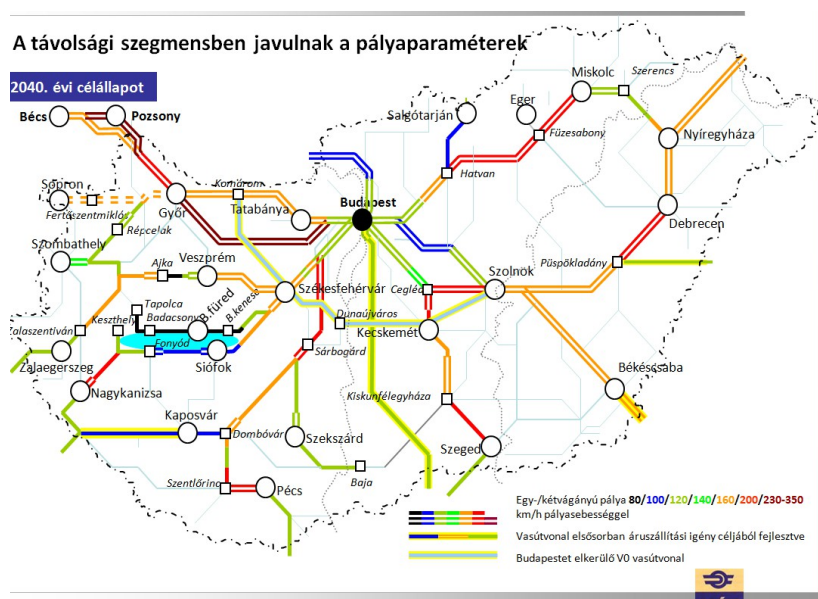 A távolsági szegmensben javulnak a pályaparaméterek
2040. évi célállapot
Bécs
Pozsony
Salgótarján
Eger
Miskolc
Szerencs
Füzesabony
Nyíregyháza
Hatvan
Sopron
Fertőszentmiklós
Komárom
Győr
Tatabánya
Budapest
Debrecen
Répcelak
Szombathely
Ajka
Veszprém
Székesfehérvár
Cegléd
Szolnok
Püspökladány
Tapolca
Keszthely
Badacsony
B.füred
B.kenese
Dunaújváros
Kecskemét
Zalaszentiván
Fonyód
Siófok
Sárbogárd
Zalaegerszeg
Nagykanizsa
Kiskunfélegyháza
Békéscsaba
Kaposvár
Dombóvár
Szekszárd
Szeged
Szentlőrinc
Pécs
Baja
Egy-/kétvágányú pálya 80/100/120/140/160/200/230-350
km/h pályasebességgel
Vasútvonal elsősorban áruszállítási igény céljából fejlesztve
Budapestet elkerülő V0 vasútvonal